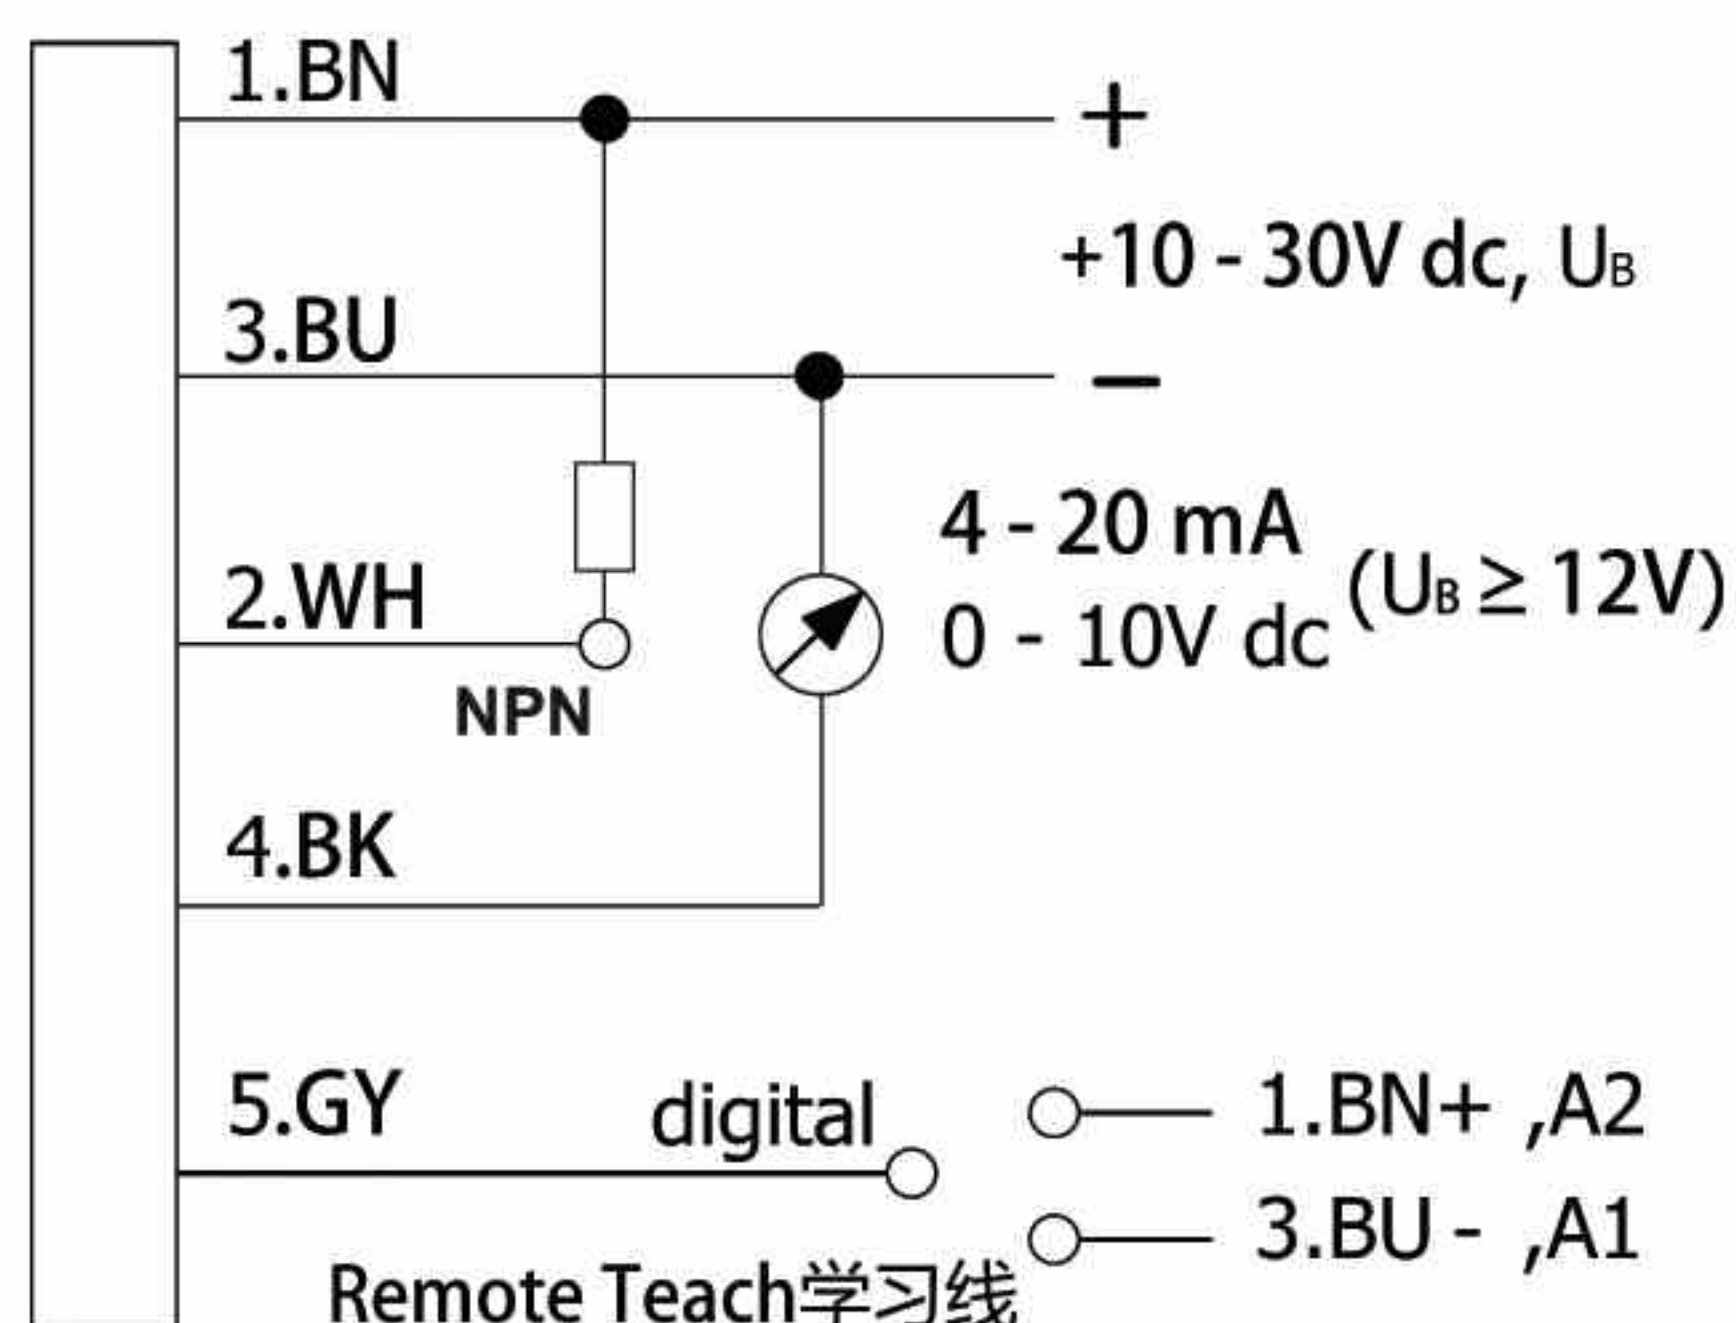 1.BN
+
+10 - 30V dc, UB
3.BU
−
4 - 20 mA
0 - 10V dc
(UB ≥ 12V)
2.WH
NPN
4.BK
5.GY
digital
1.BN+ ,A2
3.BU - ,A1
Remote Teach学习线